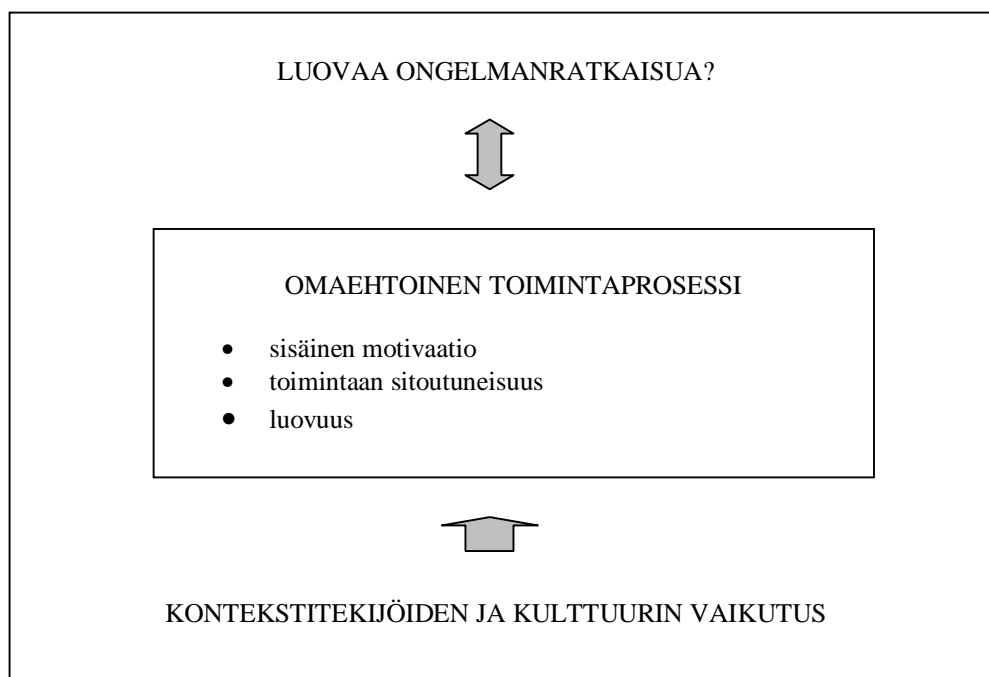 LUOVAA ONGELMANRATKAISUA?
OMAEHTOINEN TOIMINTAPROSESSI
• sisäinen motivaatio
• toimintaan sitoutuneisuus
• luovuus
KONTEKSTITEKIJÖIDEN JA KULTTUURIN VAIKUTUS